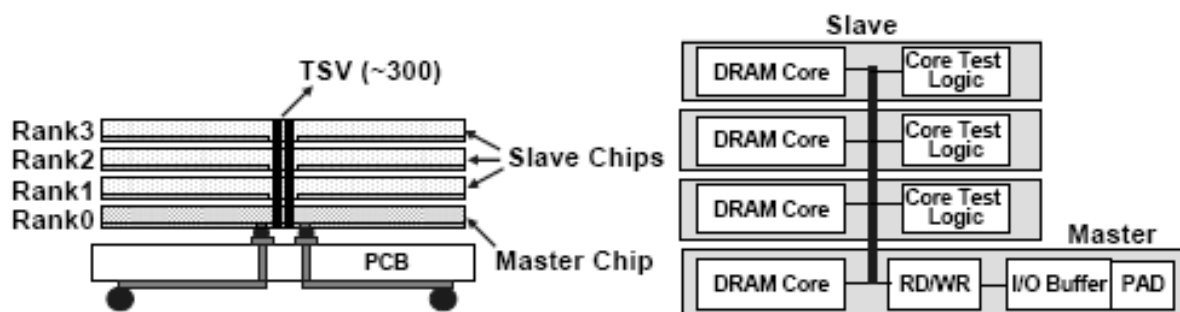 TSV (~300)
Rank3
Rank2
Rank1
Rank0
Slave Chips
Master Chip
PCB
Slave
DRAM Core
Core Test
Logic
DRAM Core
Core Test
Logic
DRAM Core
Core Test
Logic
Master
DRAM Core
RD/WR
I/O Buffer
PAD